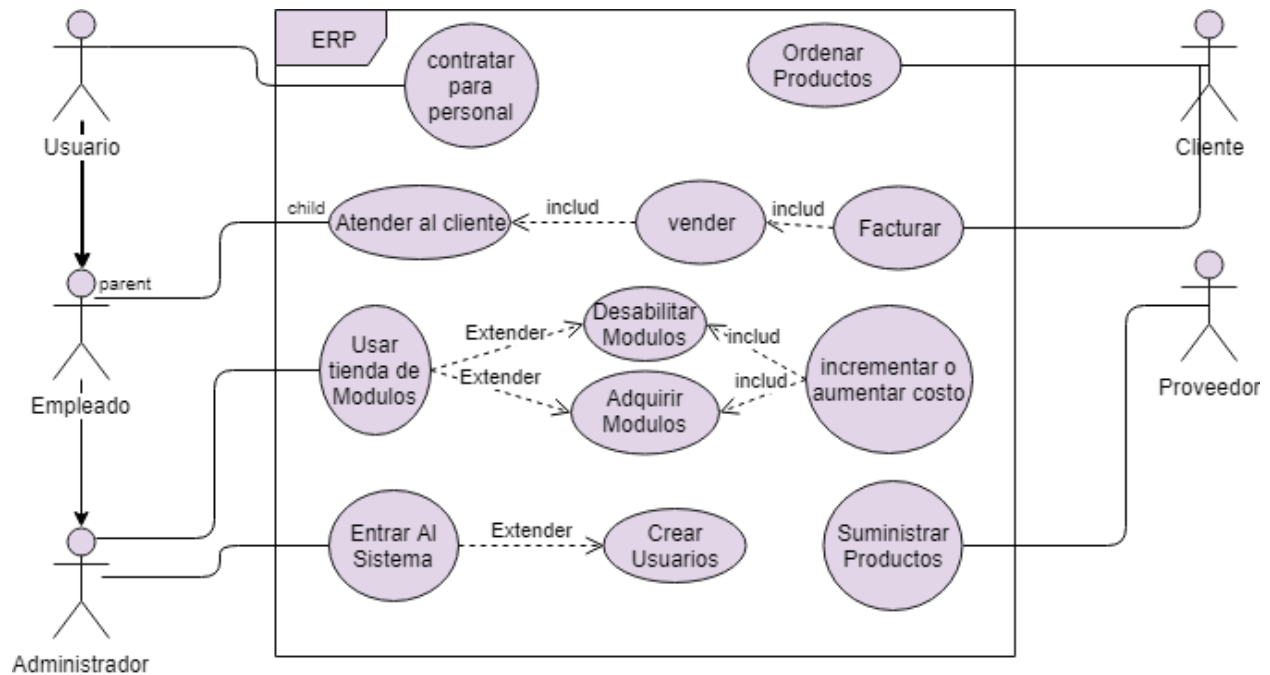 ERP
contratar
para
personal
Ordenar
Productos
Usuario
Cliente
child
Atender al cliente
includ
vender
includ
Facturar
parent
Empleado
Usar
tienda de
Modulos
Extender
Extender
Desabilitar
Modulos
Adquirir
Modulos
includ
includ
incrementar o
aumentar costo
Proveedor
Entrar Al
Sistema
Extender
Crear
Usuarios
Suministrar
Productos
Administrador